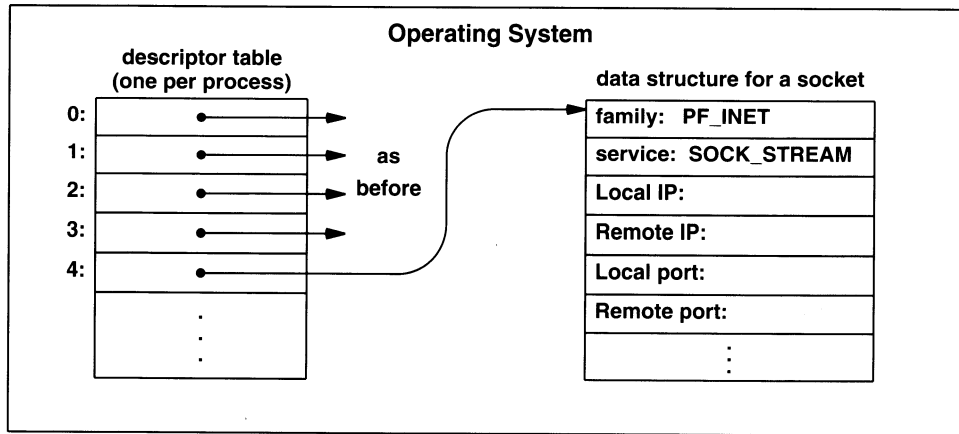 Operating System
descriptor table
(one per process)
0:
1:
2:
3:
4:
.
.
.
as
before
data structure for a socket
family: PF_INET
service: SOCK_STREAM
Local IP:
Remote IP:
Local port:
Remote port:
.
.
.